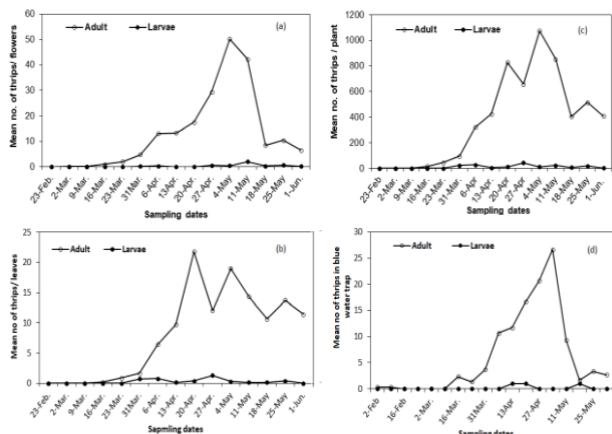 (a)
Adult Larvae
Mean no. of thrips/ flowers
60
50
40
30
20
10
0
23-Feb. 2-Mar. 9-Mar. 16-Mar. 23-Mar. 31-Mar. 6-Apr. 13-Apr. 20-Apr. 27-Apr. 4-May 11-May 18-May 25-May 1-Jun.
Sampling dates
(c)
Adult Larvae
Mean no. of thrips / plant
1200
1000
800
600
400
200
0
23-Feb. 2-Mar. 9-Mar. 16-Mar. 23-Mar. 31-Mar. 6-Apr. 13-Apr. 20-Apr. 27-Apr. 4-May 11-May 18-May 25-May 1-Jun.
Sampling dates
(b)
Adult Larvae
Mean no of thrips/ leaves
25
20
15
10
5
0
23-Feb. 2-Mar. 9-Mar. 16-Mar. 23-Mar. 31-Mar. 6-Apr. 13-Apr. 20-Apr. 27-Apr. 4-May 11-May 18-May 25-May 1-Jun.
Sapmling dates
(d)
Adult Larvae
Mean no of thrips in blue
water trap
30
25
20
15
10
5
0
2-Feb 16-Feb. 2-Mar. 16-Mar. 31-Mar. 13-Apr 27-Apr. 11-May 25-May
Sapmling dates